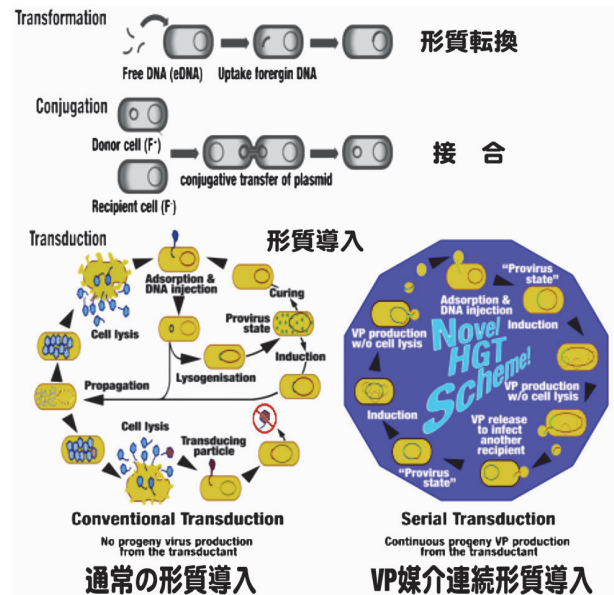 Transformation
Free DNA (eDNA)
Uptake forergin DNA
形質転換
Conjugation
Donor cell (F⁺)
Recipient cell (F⁻)
conjugative transfer of plasmid
接 合
Transduction
形質導入
Adsorption &
DNA injection
Cell lysis
Curing
Provirus
state
Lysogenisation
Induction
Propagation
Cell lysis
Transducing
particle
Conventional Transduction
No progeny virus production
from the transductant
通常の形質導入
"Provirus
state"
Adsorption &
DNA injection
Induction
VP production
w/o cell lysis
Novel
HGT
Scheme!
VP production
w/o cell lysis
Induction
VP release
to infect
another
recipient
"Provirus
state"
Serial Transduction
Continuous progeny VP production
from the transductant
VP媒介連続形質導入